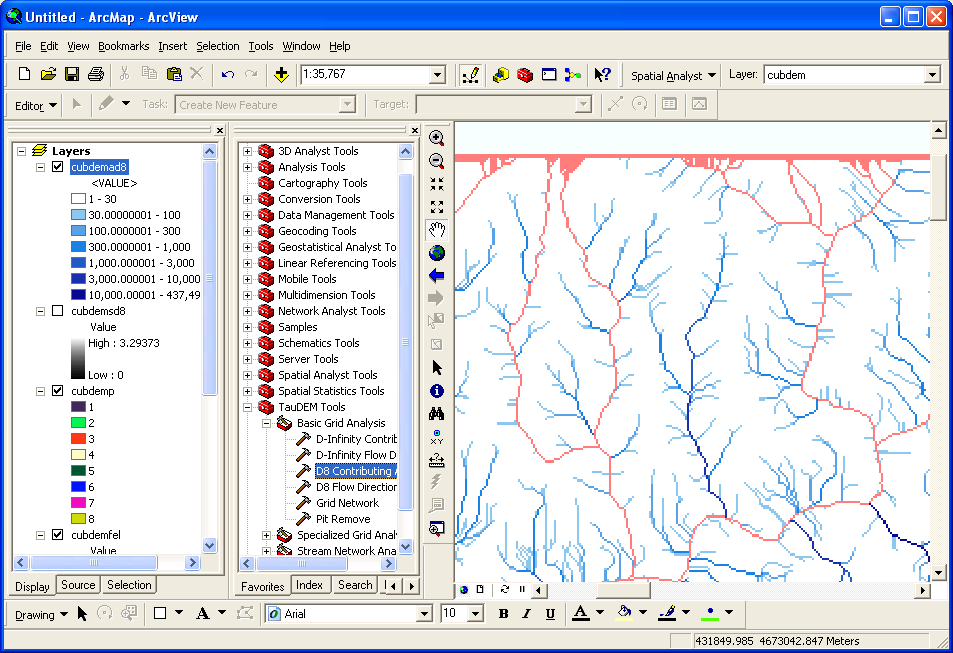 Untitled - ArcMap - ArcView
File Edit View Bookmarks Insert Selection Tools Window Help
1:35,767
Spatial Analyst
Layer: cubdem
Editor Task: Create New Feature Target:
Layers
cubdemad8
<VALUE>
1 - 30
30.00000001 - 100
100.0000001 - 300
300.0000001 - 1,000
1,000.000001 - 3,000
3,000.000001 - 10,000
10,000.00001 - 437,49
cubdemsd8
Value
High : 3.29373
Low : 0
cubdemp
1
2
3
4
5
6
7
8
cubdemfel
Value
Display Source Selection
3D Analyst Tools
Analysis Tools
Cartography Tools
Conversion Tools
Data Management Tools
Geocoding Tools
Geostatistical Analyst To
Linear Referencing Tools
Mobile Tools
Multidimension Tools
Network Analyst Tools
Samples
Schematics Tools
Server Tools
Spatial Analyst Tools
Spatial Statistics Tools
TauDEM Tools
Basic Grid Analysis
D-Infinity Contrib
D-Infinity Flow D
D8 Contributing A
D8 Flow Direction
Grid Network
Pit Remove
Specialized Grid Anal
Stream Network Ana
Favorites Index Search
XY
Drawing A Arial 10 B I U A
431849.985 4673042.847 Meters